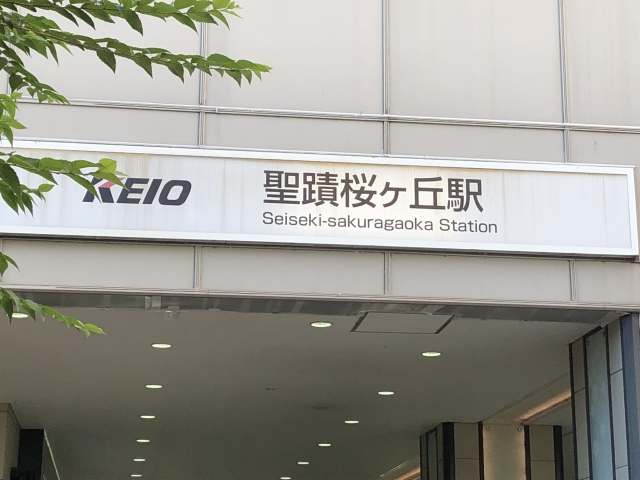 KEIO
聖蹟桜ヶ丘駅
Seiseki-sakuragaoka Station